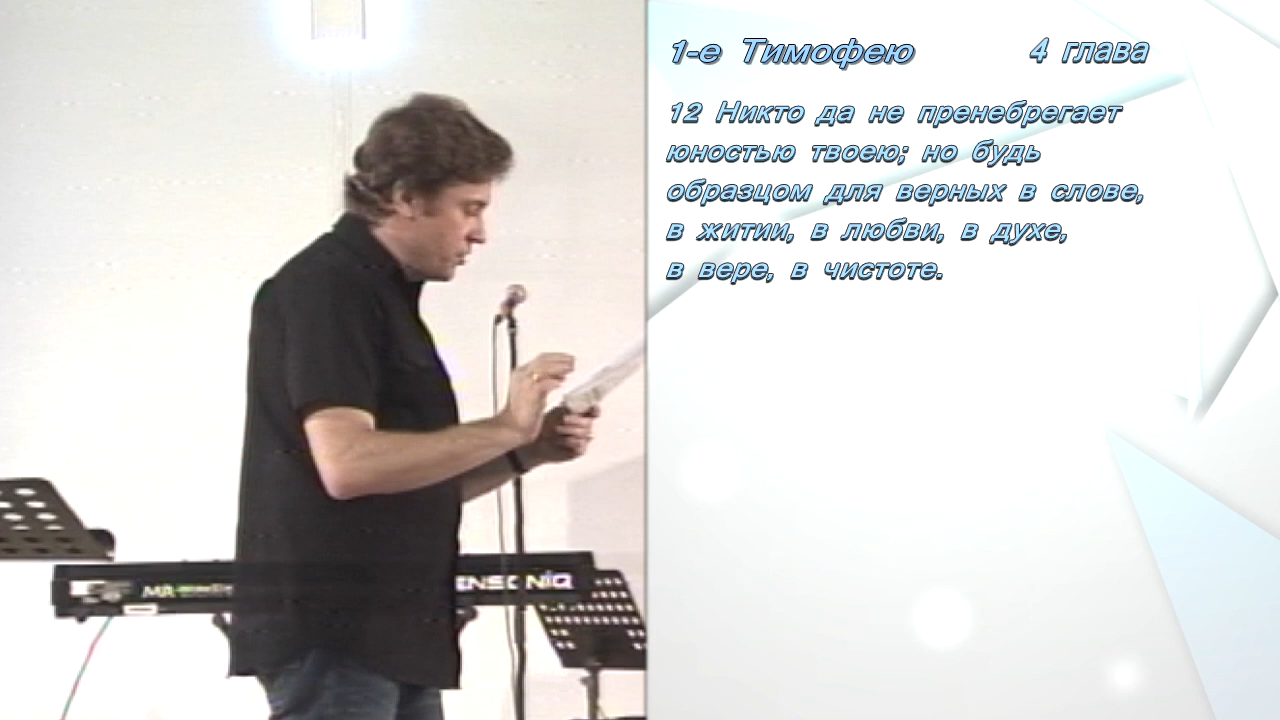 1-е Тимофею 4 глава
12 Никто да не пренебрегает
юностью твоею; но будь
образцом для верных в слове,
в житии, в любви, в духе,
в вере, в чистоте.
ENSONIQ